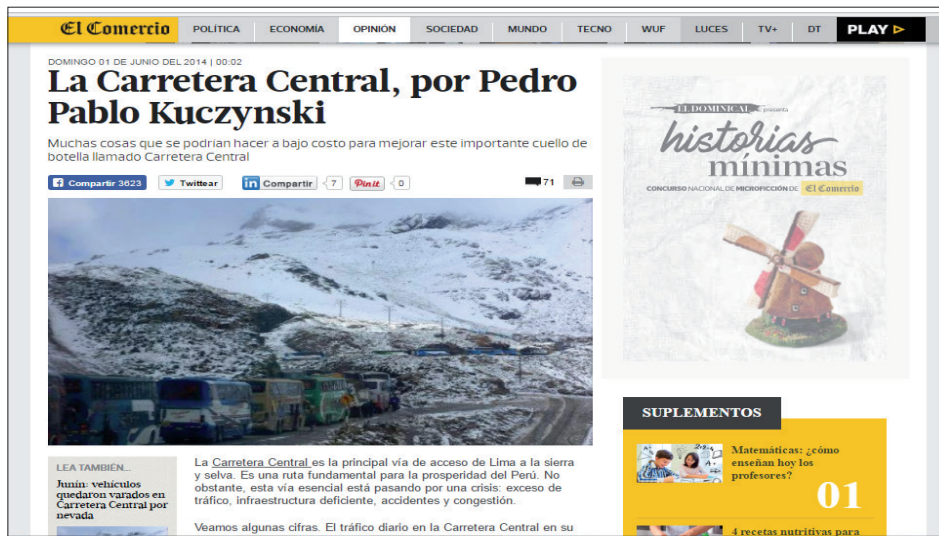 El Comercio POLÍTICA ECONOMÍA OPINIÓN SOCIEDAD MUNDO TECNO WUF LUCES TV+ DT PLAY
DOMINGO 01 DE JUNIO DEL 2014 | 00:02
La Carretera Central, por Pedro
Pablo Kuczynski
Muchas cosas que se podrían hacer a bajo costo para mejorar este importante cuello de
botella llamado Carretera Central
Compartir 3623 Twittear in Compartir 7 Pinit 0 71
LEA TAMBIÉN...
Junín: vehículos
quedaron varados en
Carretera Central por
nevada
La Carretera Central es la principal vía de acceso de Lima a la sierra
y selva. Es una ruta fundamental para la prosperidad del Perú. No
obstante, esta vía esencial está pasando por una crisis: exceso de
tráfico, infraestructura deficiente, accidentes y congestión.
Veamos algunas cifras. El tráfico diario en la Carretera Central en su
EL DOMINICAL presenta
historias
mínimas
CONCURSO NACIONAL DE MICROFICCIÓN DE El Comercio
SUPLEMENTOS
Matemáticas: ¿cómo
enseñan hoy los
profesores?
01
4 recetas nutritivas para